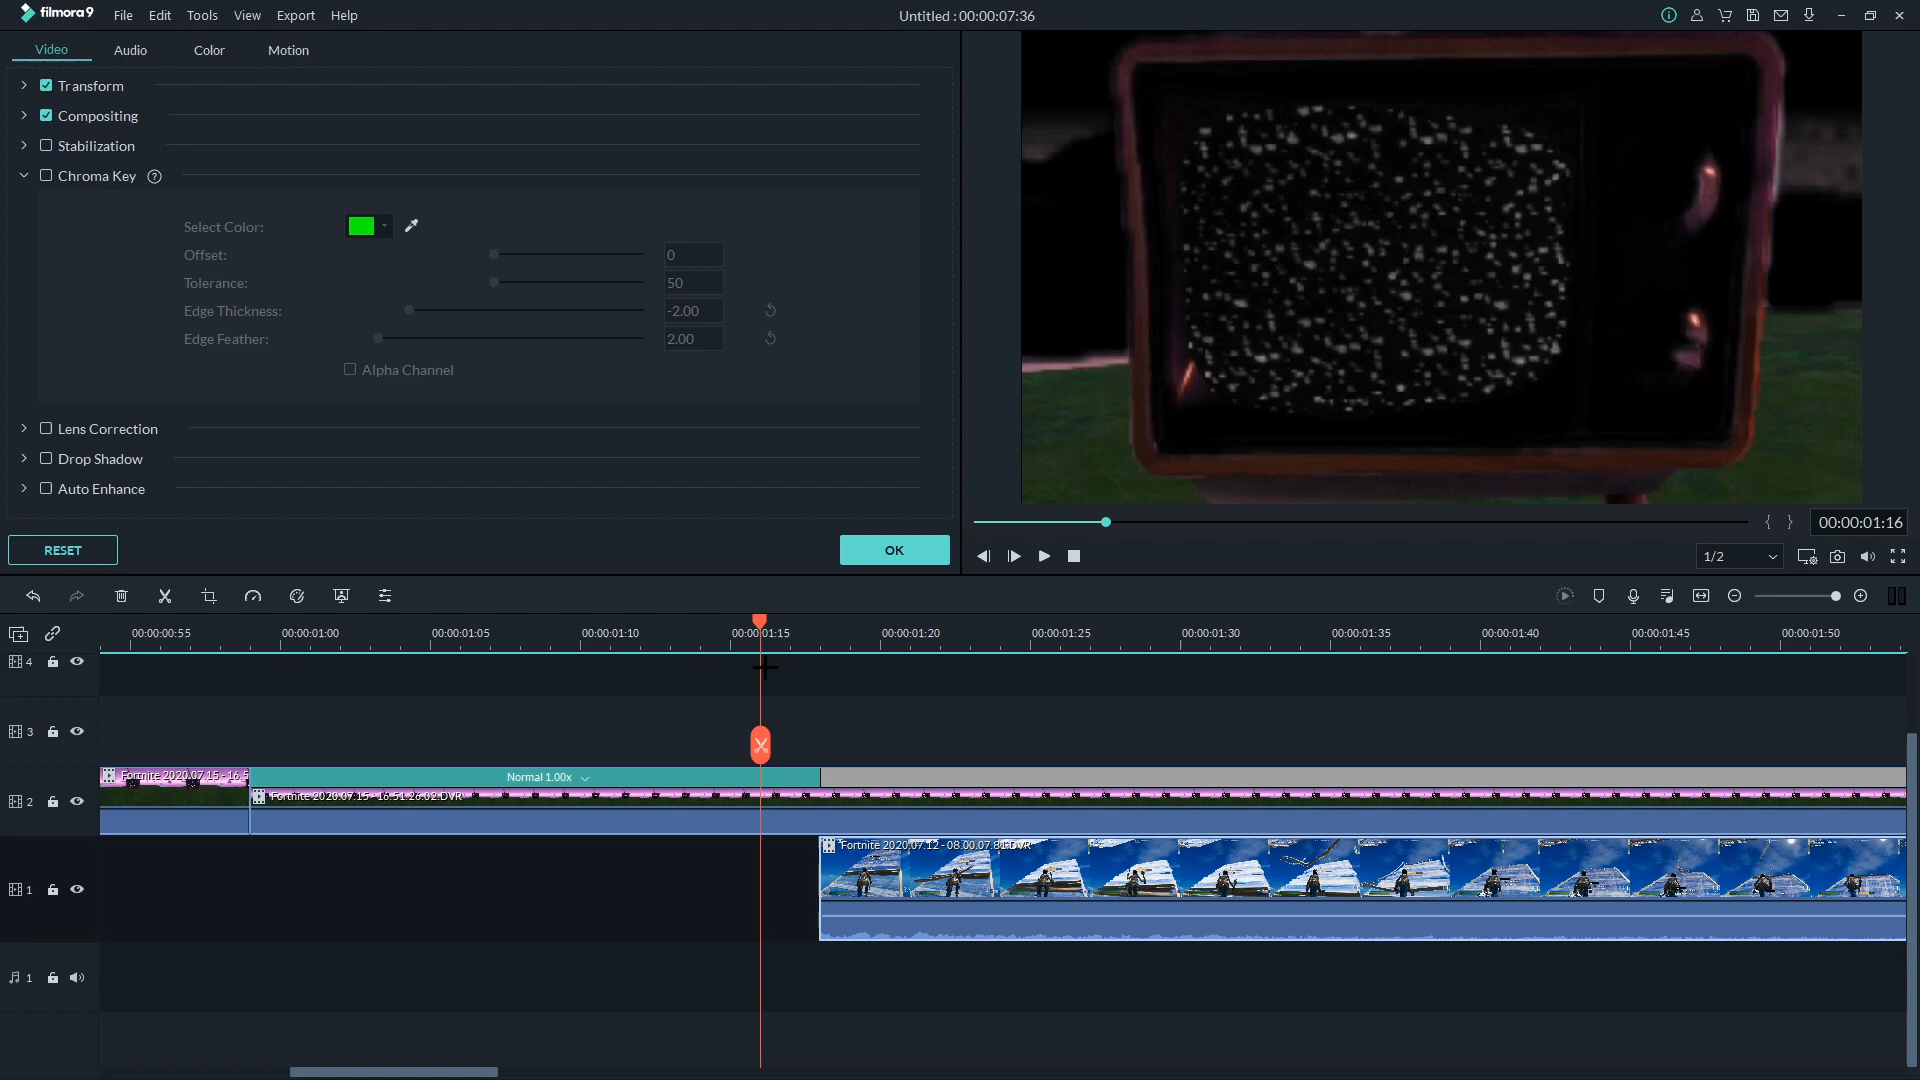 filmora9 File Edit Tools View Export Help Untitled : 00:00:07:36
Video Audio Color Motion
Transform
Compositing
Stabilization
Chroma Key ?
Select Color:
Offset: 0
Tolerance: 50
Edge Thickness: -2.00
Edge Feather: 2.00
Alpha Channel
Lens Correction
Drop Shadow
Auto Enhance
RESET OK
00:00:01:16
1/2
00:00:00:55 00:00:01:00 00:00:01:05 00:00:01:10 00:00:01:15 00:00:01:20 00:00:01:25 00:00:01:30 00:00:01:35 00:00:01:40 00:00:01:45 00:00:01:50
4
3
Fortnite 2020.07.15 - 16.5 Normal 1.00x
2 Fortnite 2020.07.15 - 16.51.26.02.DVR
Fortnite 2020.07.12 - 08.00.07.81.DVR
1
1